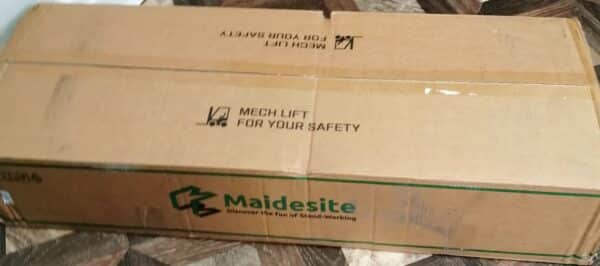 MECH LIFT
FOR YOUR SAFETY
MECH LIFT
FOR YOUR SAFETY
Maidesite
Discover the Fun of Stand-Working